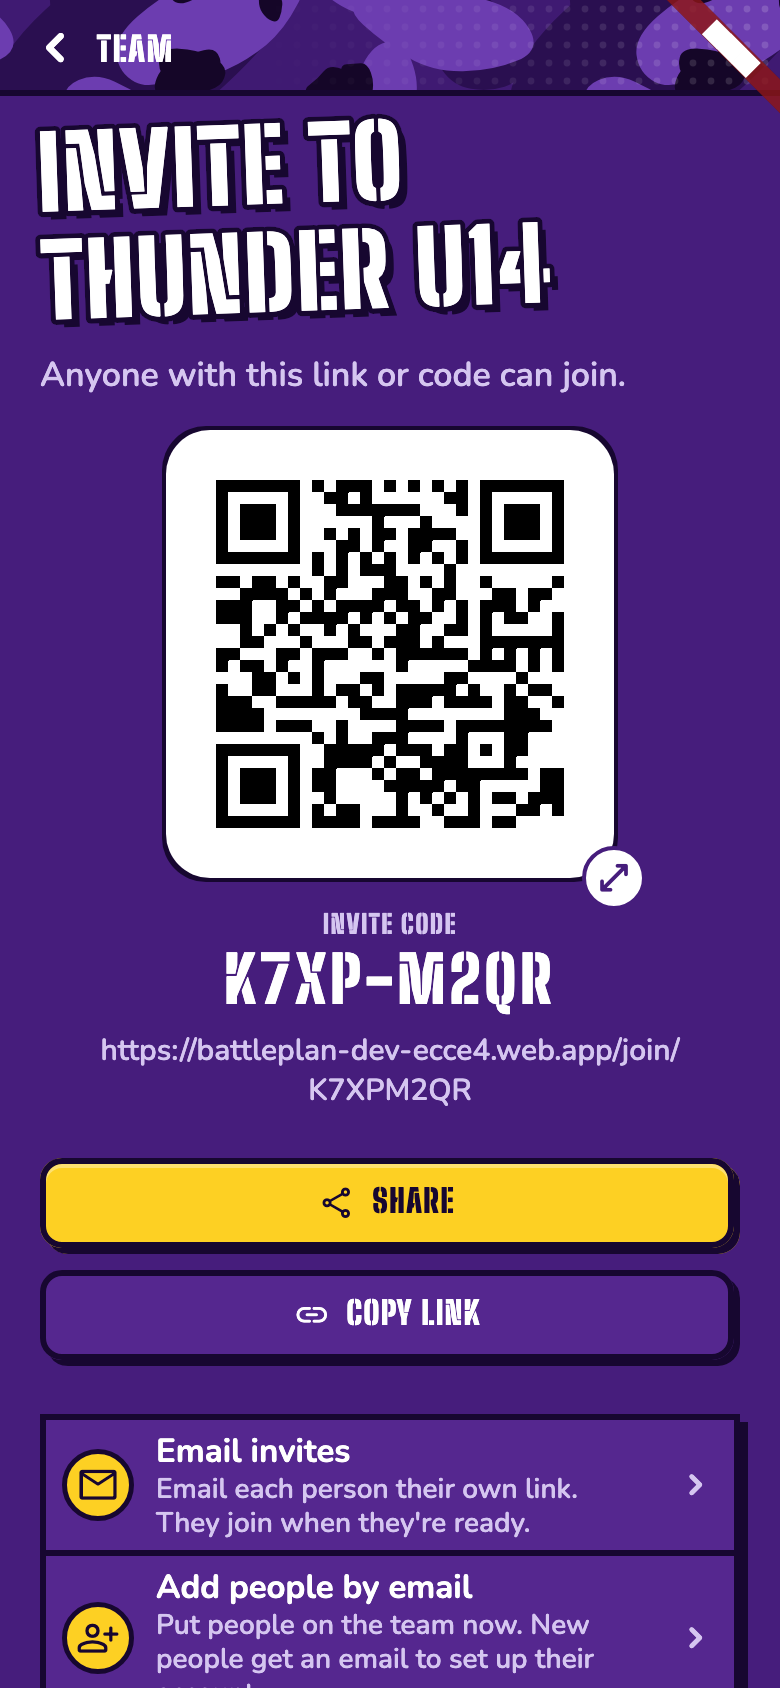 TEAM
INVITE TO
THUNDER U14
Anyone with this link or code can join.
INVITE CODE
K7XP-M2QR
https://battleplan-dev-ecce4.web.app/join/
K7XPM2QR
SHARE
COPY LINK
Email invites
Email each person their own link.
They join when they're ready.
Add people by email
Put people on the team now. New
people get an email to set up their